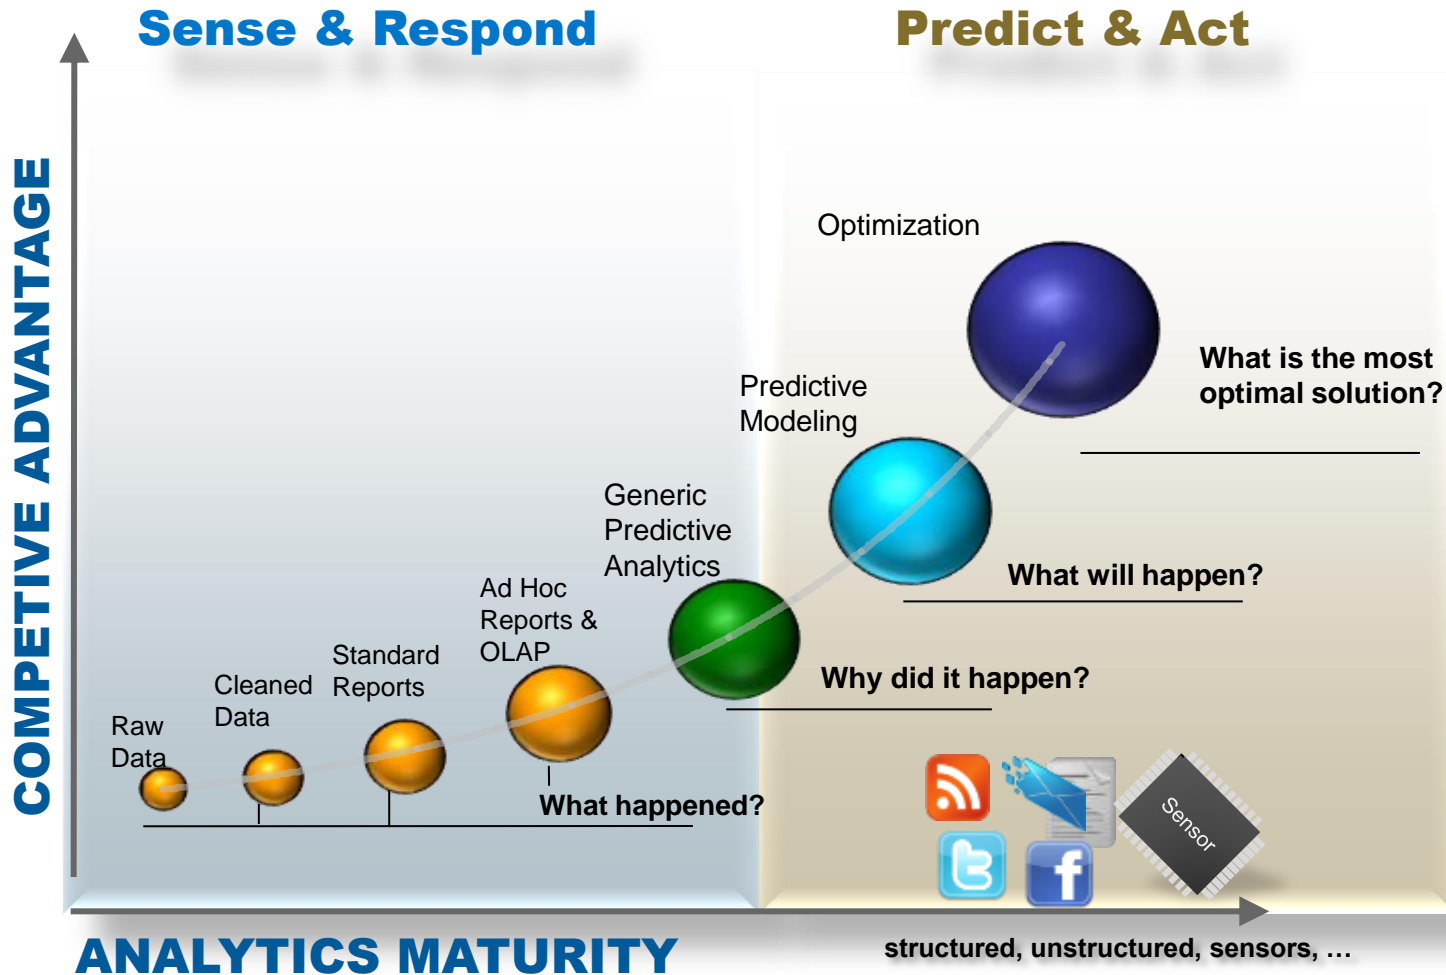 Sense & Respond
Predict & Act
COMPETIVE ADVANTAGE
Optimization
What is the most
optimal solution?
Predictive
Modeling
What will happen?
Generic
Predictive
Analytics
Why did it happen?
Ad Hoc
Reports &
OLAP
Standard
Reports
Cleaned
Data
Raw
Data
What happened?
Sensor
t
f
ANALYTICS MATURITY
structured, unstructured, sensors, ...